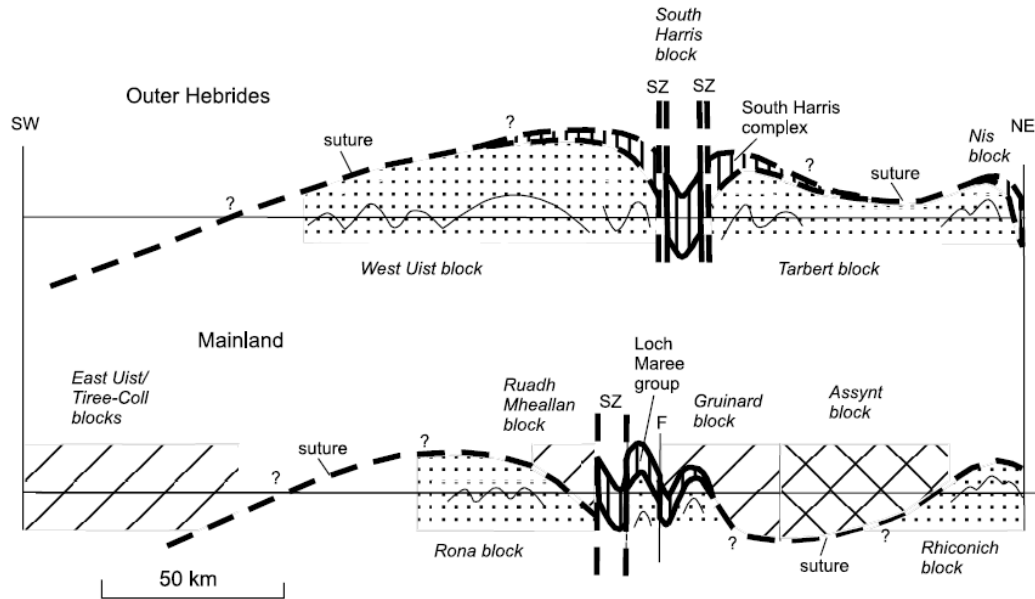 South
Harris
block
SZ
SZ
Outer Hebrides
SW
South Harris
complex
NE
Nis
block
?
suture
?
suture
?
West Uist block
Tarbert block
Mainland
Loch
Maree
group
East Uist/
Tiree-Coll
blocks
Ruadh
Mheallan
block
SZ
F
Gruinard
block
Assynt
block
suture
?
?
?
?
Rona block
suture
Rhiconich
block
50 km